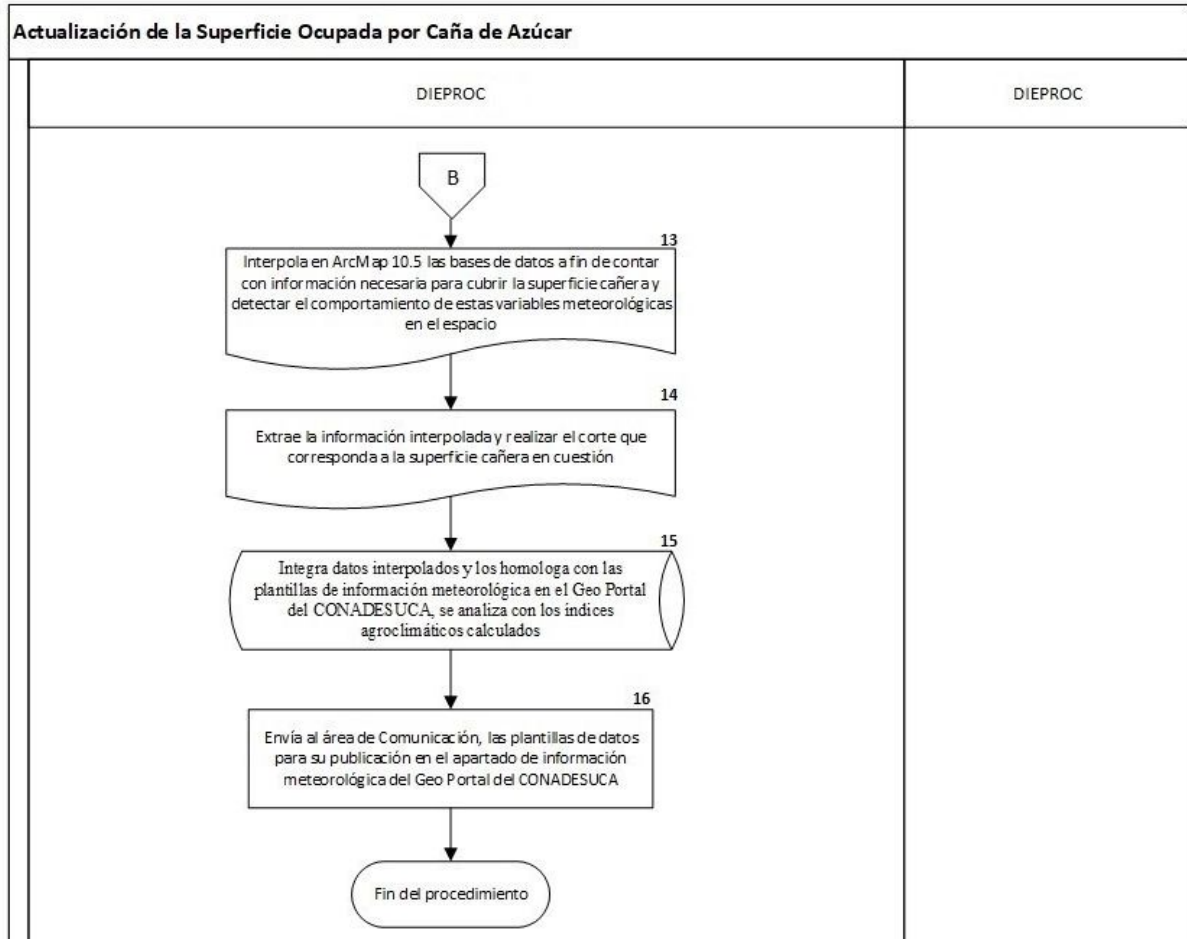 Actualización de la Superficie Ocupada por Caña de Azúcar
DIEPROC
DIEPROC
B
13
Interpola en ArcMap 10.5 las bases de datos a fin de contar
con información necesaria para cubrir la superficie cañera y
detectar el comportamiento de estas variables meteorológicas
en el espacio
14
Extrae la información interpolada y realizar el corte que
corresponda a la superficie cañera en cuestión
15
Integra datos interpolados y los homologa con las
plantillas de información meteorológica en el Geo Portal
del CONADESUCA, se analiza con los índices
agroclimáticos calculados
16
Envía al área de Comunicación, las plantillas de datos
para su publicación en el apartado de información
meteorológica del Geo Portal del CONADESUCA
Fin del procedimiento